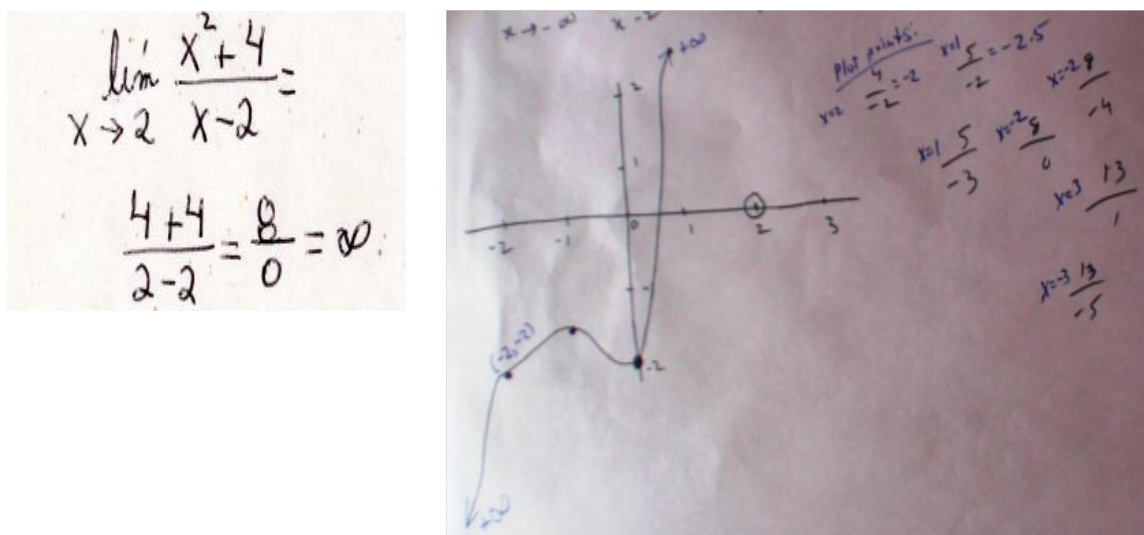 lim x²+4
x→2 x-2 =
4+4/2-2 = 8/0 = ∞
x→-∞ x-2
+∞
Plot points:
x=2 4/-2 = -2
x=1 5/-2 = -2.5
x=-2 8/-4
x=1 5/-3
x=-2 8/0
x=3 13/1
x=-3 13/-5
2
1
-2 -1 0 1 2 3
(-2,-2)
-2
+∞